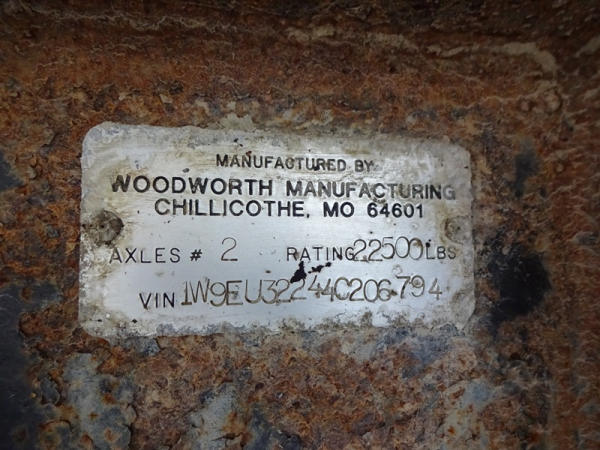 MANUFACTURED BY
WOODWORTH MANUFACTURING
CHILLICOTHE, MO 64601
AXLES # 2 RATING 22500 LBS
VIN 1W9EU32244C206794